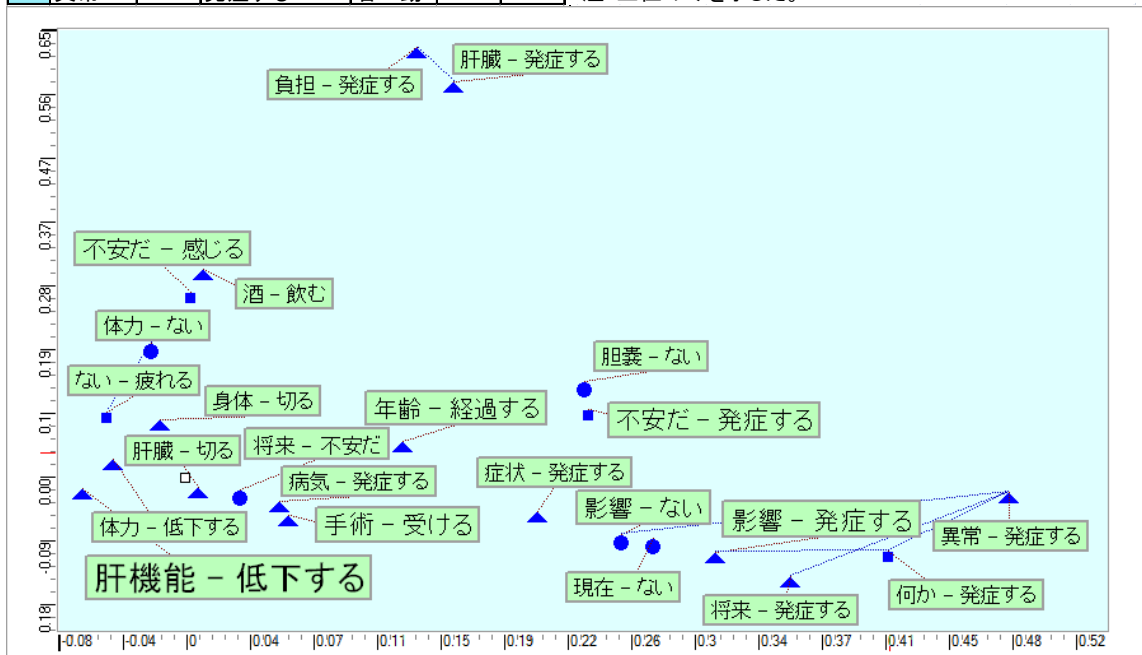 負担 − 発症する
肝臓 − 発症する
不安だ − 感じる
酒 − 飲む
体力 − ない
胆嚢 − ない
ない − 疲れる
身体 − 切る
年齢 − 経過する
不安だ − 発症する
肝臓 − 切る
将来 − 不安だ
病気 − 発症する
症状 − 発症する
影響 − ない
影響 − 発症する
体力 − 低下する
手術 − 受ける
異常 − 発症する
肝機能 − 低下する
現在 − ない
将来 − 発症する
何か − 発症する
0.65
0.56
0.47
0.37
0.28
0.19
0.1
0.00
-0.09
0.18
-0.08 -0.04 0 0.04 0.07 0.11 0.15 0.19 0.22 0.26 0.3 0.34 0.37 0.41 0.45 0.48 0.52